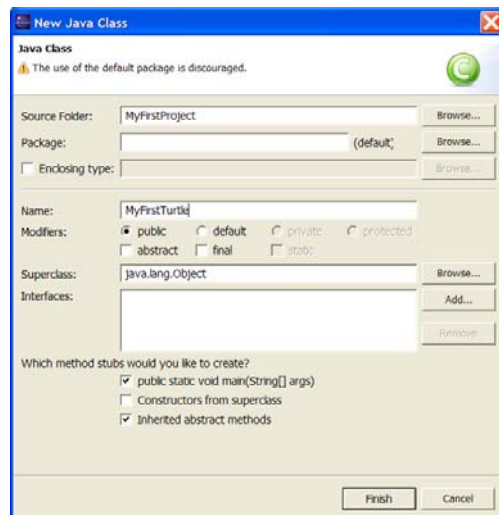 New Java Class
Java Class
The use of the default package is discouraged.
Source Folder: MyFirstProject Browse...
Package: (default) Browse...
Enclosing type: Browse...
Name: MyFirstTurtle
Modifiers: public default private protected
abstract final static
Superclass: java.lang.Object Browse...
Interfaces: Add...
Remove
Which method stubs would you like to create?
public static void main(String[] args)
Constructors from superclass
Inherited abstract methods
Finish Cancel